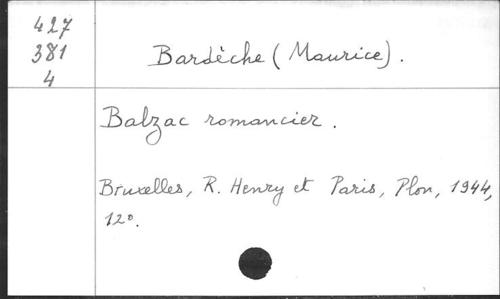 427
381
4
Bardèche (Maurice).
Balzac romancier.
Bruxelles, R. Henry et Paris, Plon, 1944,
12°.